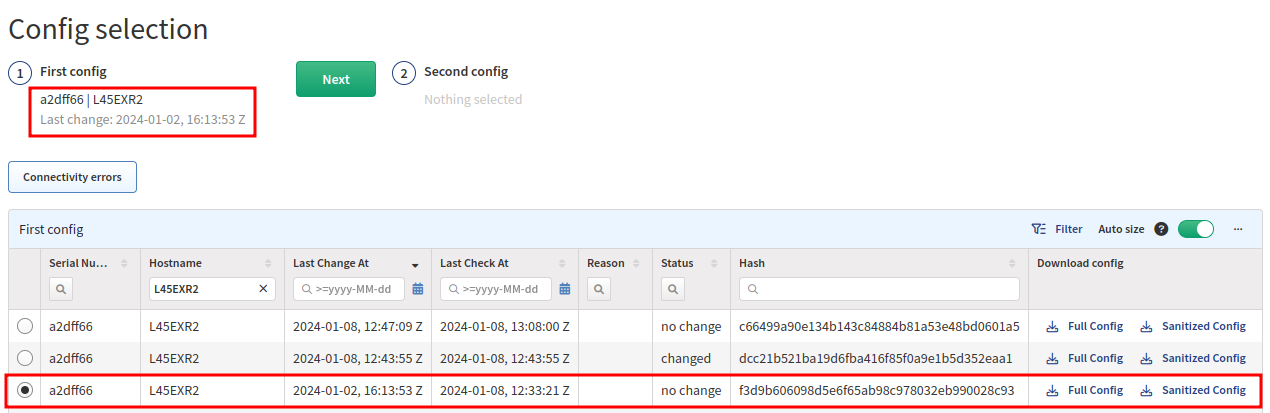 Config selection
1 First config Next 2 Second config
a2dff66 | L45EXR2 Nothing selected
Last change: 2024-01-02, 16:13:53 Z
Connectivity errors
First config Filter Auto size ? ...
Serial Nu... Hostname Last Change At Last Check At Reason Status Hash Download config
L45EXR2 >=yyyy-MM-dd >=yyyy-MM-dd
a2dff66 L45EXR2 2024-01-08, 12:47:09 Z 2024-01-08, 13:08:00 Z no change c66499a90e134b143c84884b81a53e48bd0601a5 Full Config Sanitized Config
a2dff66 L45EXR2 2024-01-08, 12:43:55 Z 2024-01-08, 12:43:55 Z changed dcc21b521ba19d6fba416f85f0a9e1b5d352eaa1 Full Config Sanitized Config
a2dff66 L45EXR2 2024-01-02, 16:13:53 Z 2024-01-08, 12:33:21 Z no change f3d9b606098d5e6f65ab98c978032eb990028c93 Full Config Sanitized Config